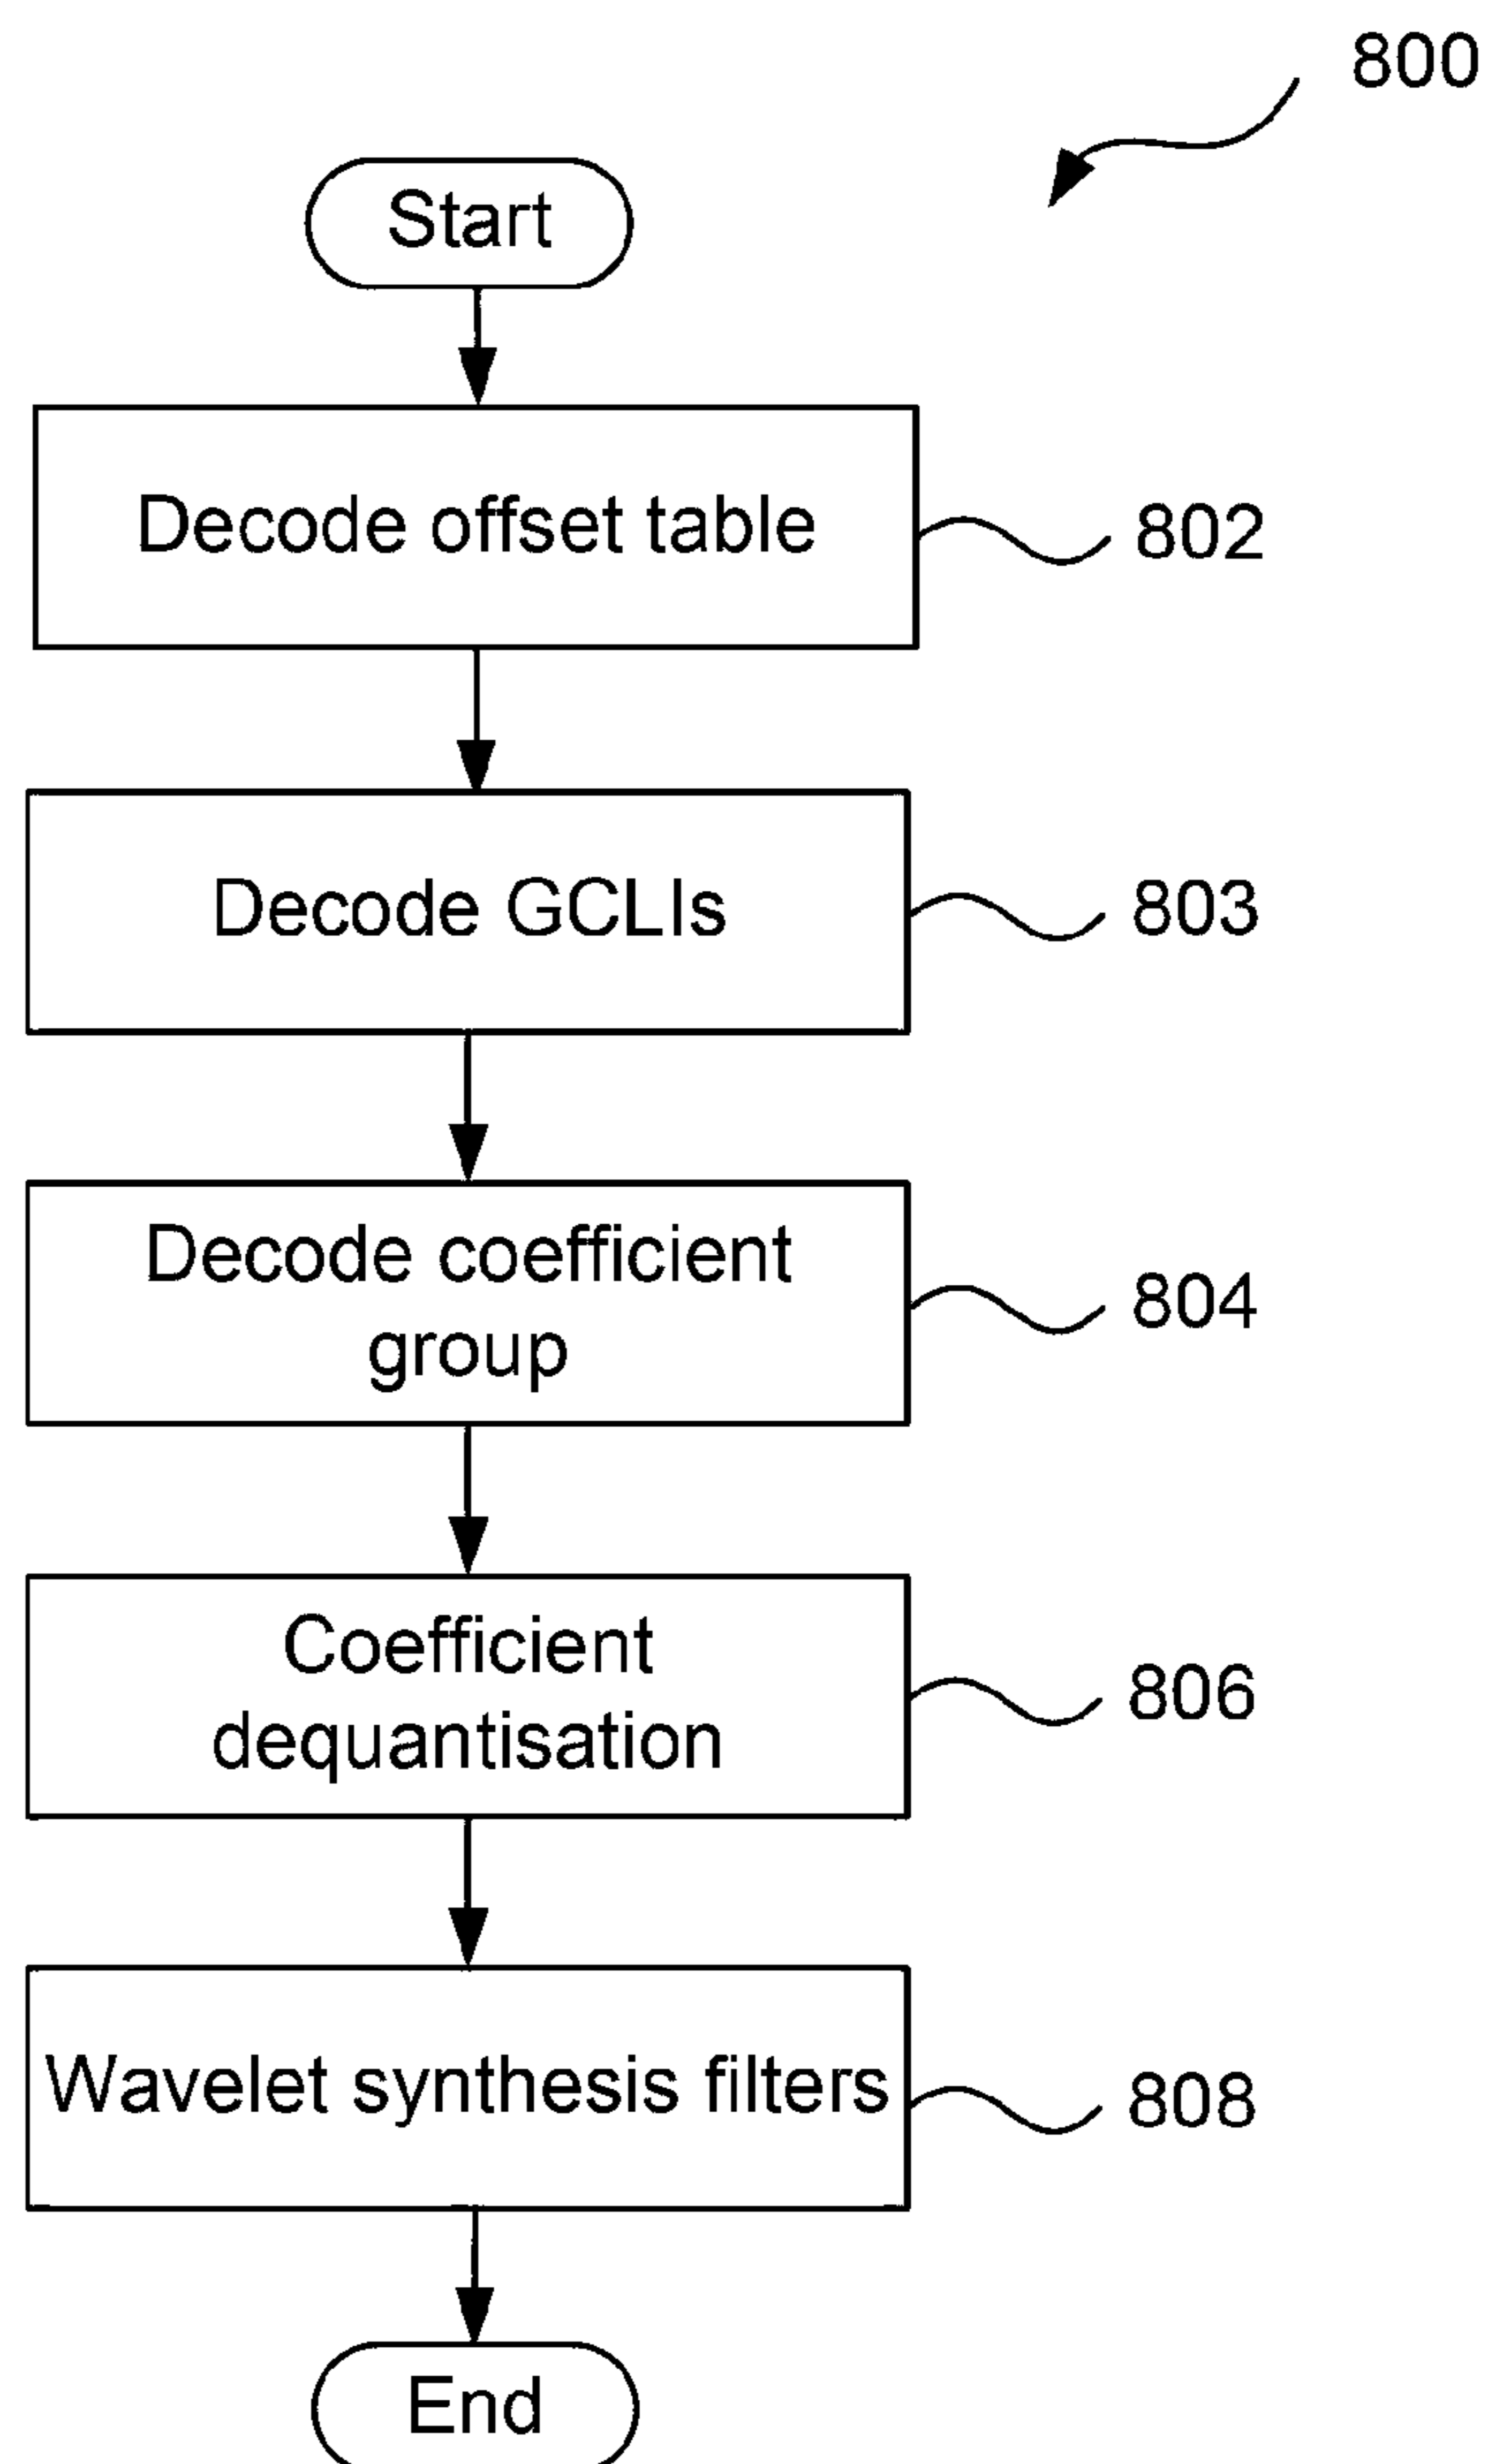 800
Start
Decode offset table
802
Decode GCLIs
803
Decode coefficient
group
804
Coefficient
dequantisation
806
Wavelet synthesis filters
808
End